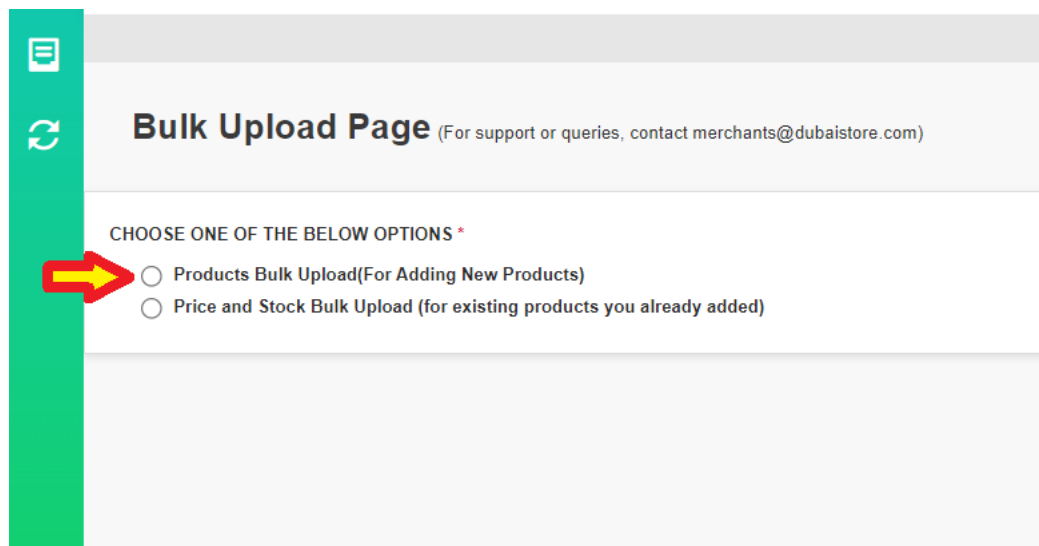 Bulk Upload Page (For support or queries, contact merchants@dubaistore.com)
CHOOSE ONE OF THE BELOW OPTIONS *
Products Bulk Upload(For Adding New Products)
Price and Stock Bulk Upload (for existing products you already added)